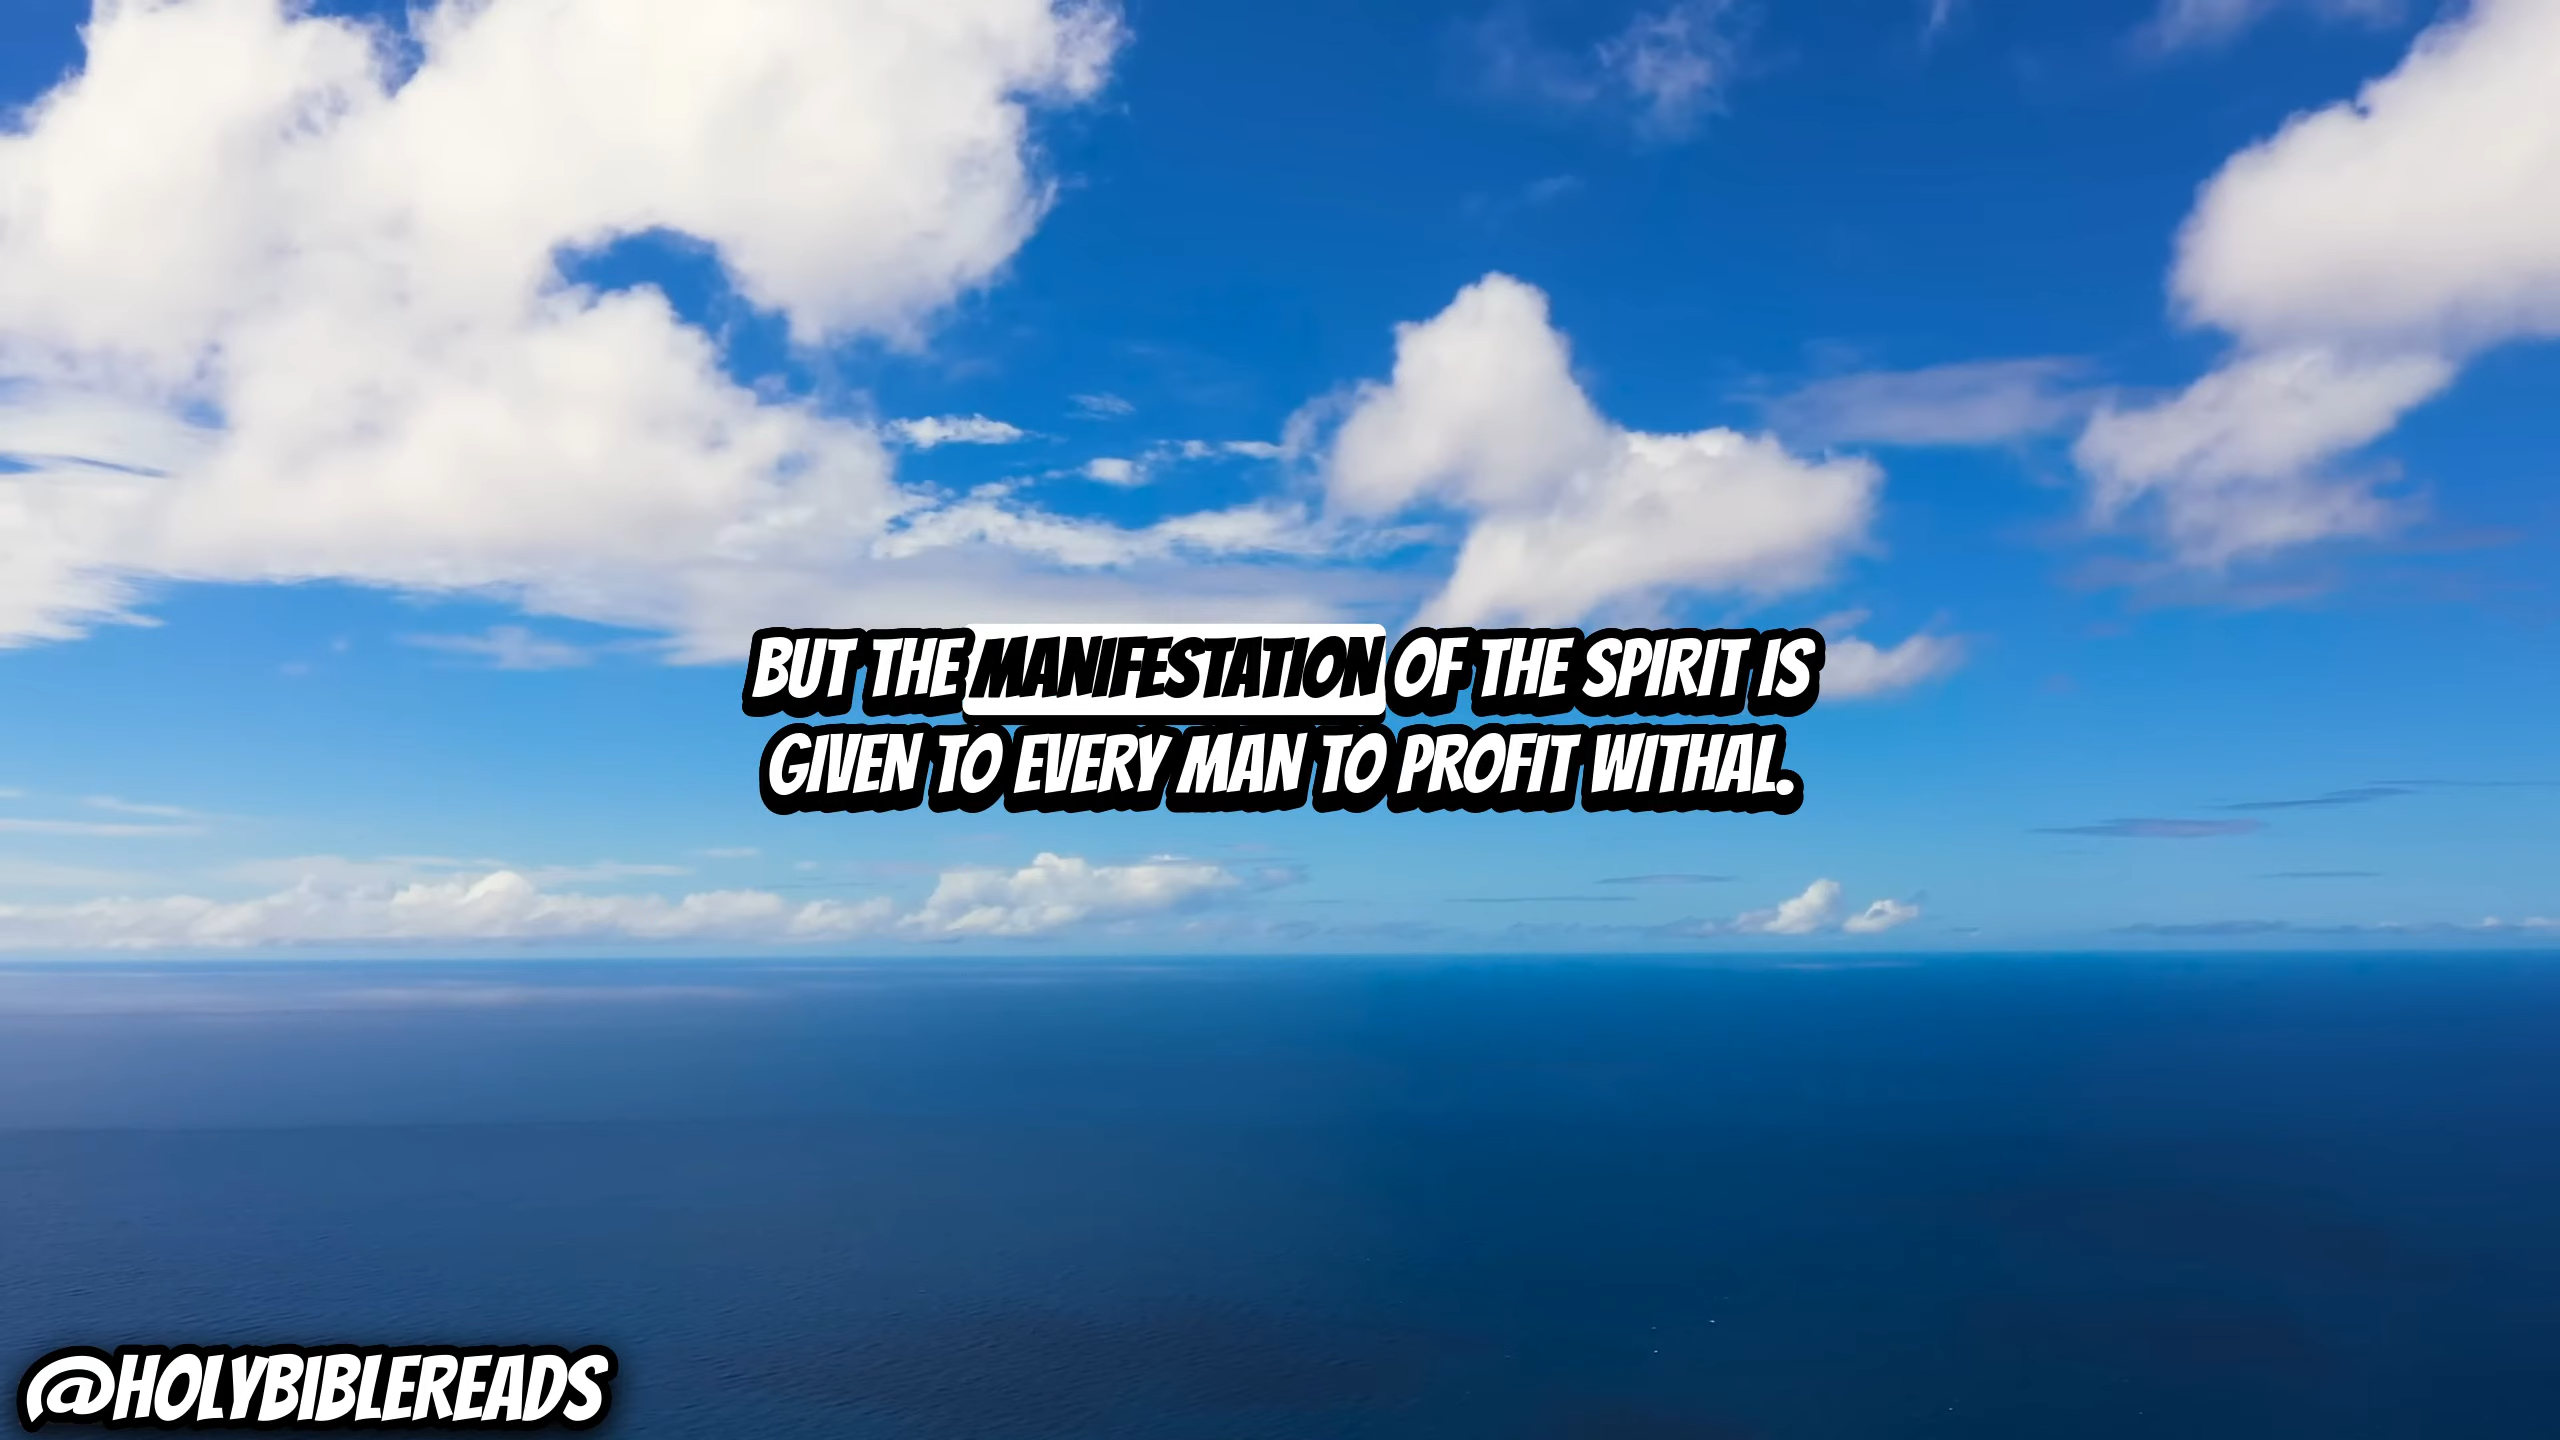 BUT THE MANIFESTATION OF THE SPIRIT IS
GIVEN TO EVERY MAN TO PROFIT WITHAL.
@HOLYBIBLEREADS